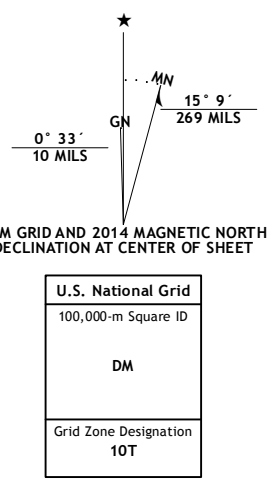 MN
15° 9´
269 MILS
GN
0° 33´
10 MILS
M GRID AND 2014 MAGNETIC NORTH
DECLINATION AT CENTER OF SHEET
U.S. National Grid
100,000-m Square ID
DM
Grid Zone Designation
10T